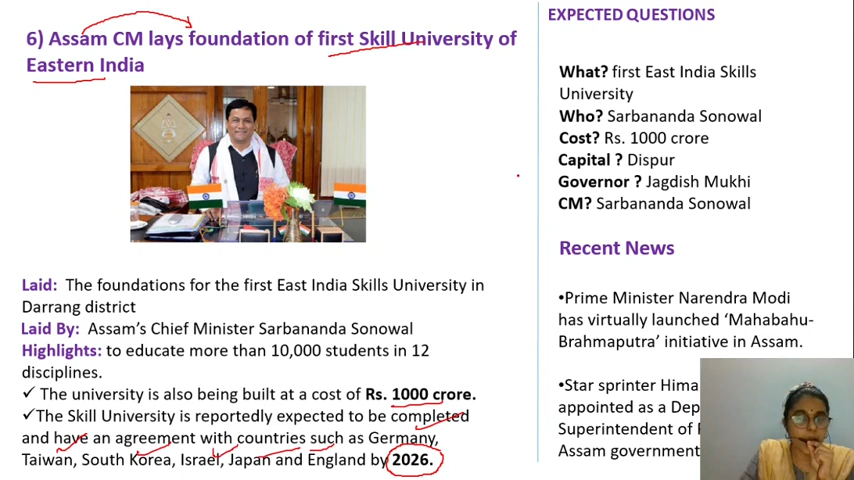 6) Assam CM lays foundation of first Skill University of
Eastern India
Laid: The foundations for the first East India Skills University in
Darrang district
Laid By: Assam's Chief Minister Sarbananda Sonowal
Highlights: to educate more than 10,000 students in 12
disciplines.
✓ The university is also being built at a cost of Rs. 1000 crore.
✓The Skill University is reportedly expected to be completed
and have an agreement with countries such as Germany,
Taiwan, South Korea, Israel, Japan and England by 2026.
EXPECTED QUESTIONS
What? first East India Skills
University
Who? Sarbananda Sonowal
Cost? Rs. 1000 crore
Capital ? Dispur
Governor ? Jagdish Mukhi
CM? Sarbananda Sonowal
Recent News
•Prime Minister Narendra Modi
has virtually launched 'Mahabahu-
Brahmaputra' initiative in Assam.
•Star sprinter Hima
appointed as a Dep
Superintendent of
Assam government